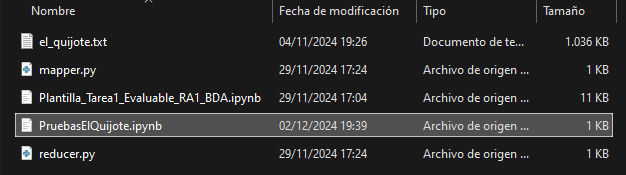 Nombre Fecha de modificación Tipo Tamaño
el_quijote.txt 04/11/2024 19:26 Documento de te... 1.036 KB
mapper.py 29/11/2024 17:24 Archivo de origen ... 1 KB
Plantilla_Tarea1_Evaluable_RA1_BDA.ipynb 29/11/2024 17:04 Archivo de origen ... 11 KB
PruebasElQuijote.ipynb 02/12/2024 19:39 Archivo de origen ... 1 KB
reducer.py 29/11/2024 17:24 Archivo de origen ... 1 KB